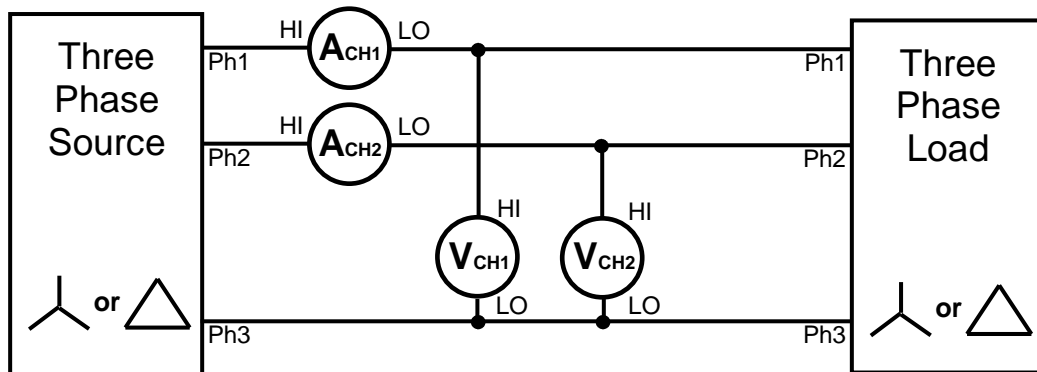 Three
Phase
Source
HI
ACH1
LO
Ph1
Ph1
Three
Phase
Load
HI
ACH2
LO
Ph2
Ph2
HI
HI
VCH1
VCH2
LO
LO
or
Ph3
Ph3
or